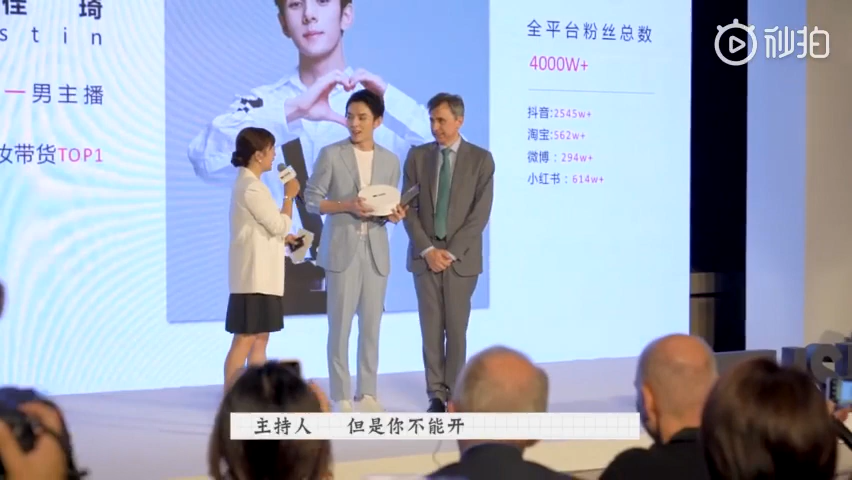 佳 琦
stin
一男主播
妆带货TOP1
全平台粉丝总数
4000W+
抖音:2545w+
淘宝:562w+
微博：294w+
小红书：614w+
秒拍
主持人 但是你不能开